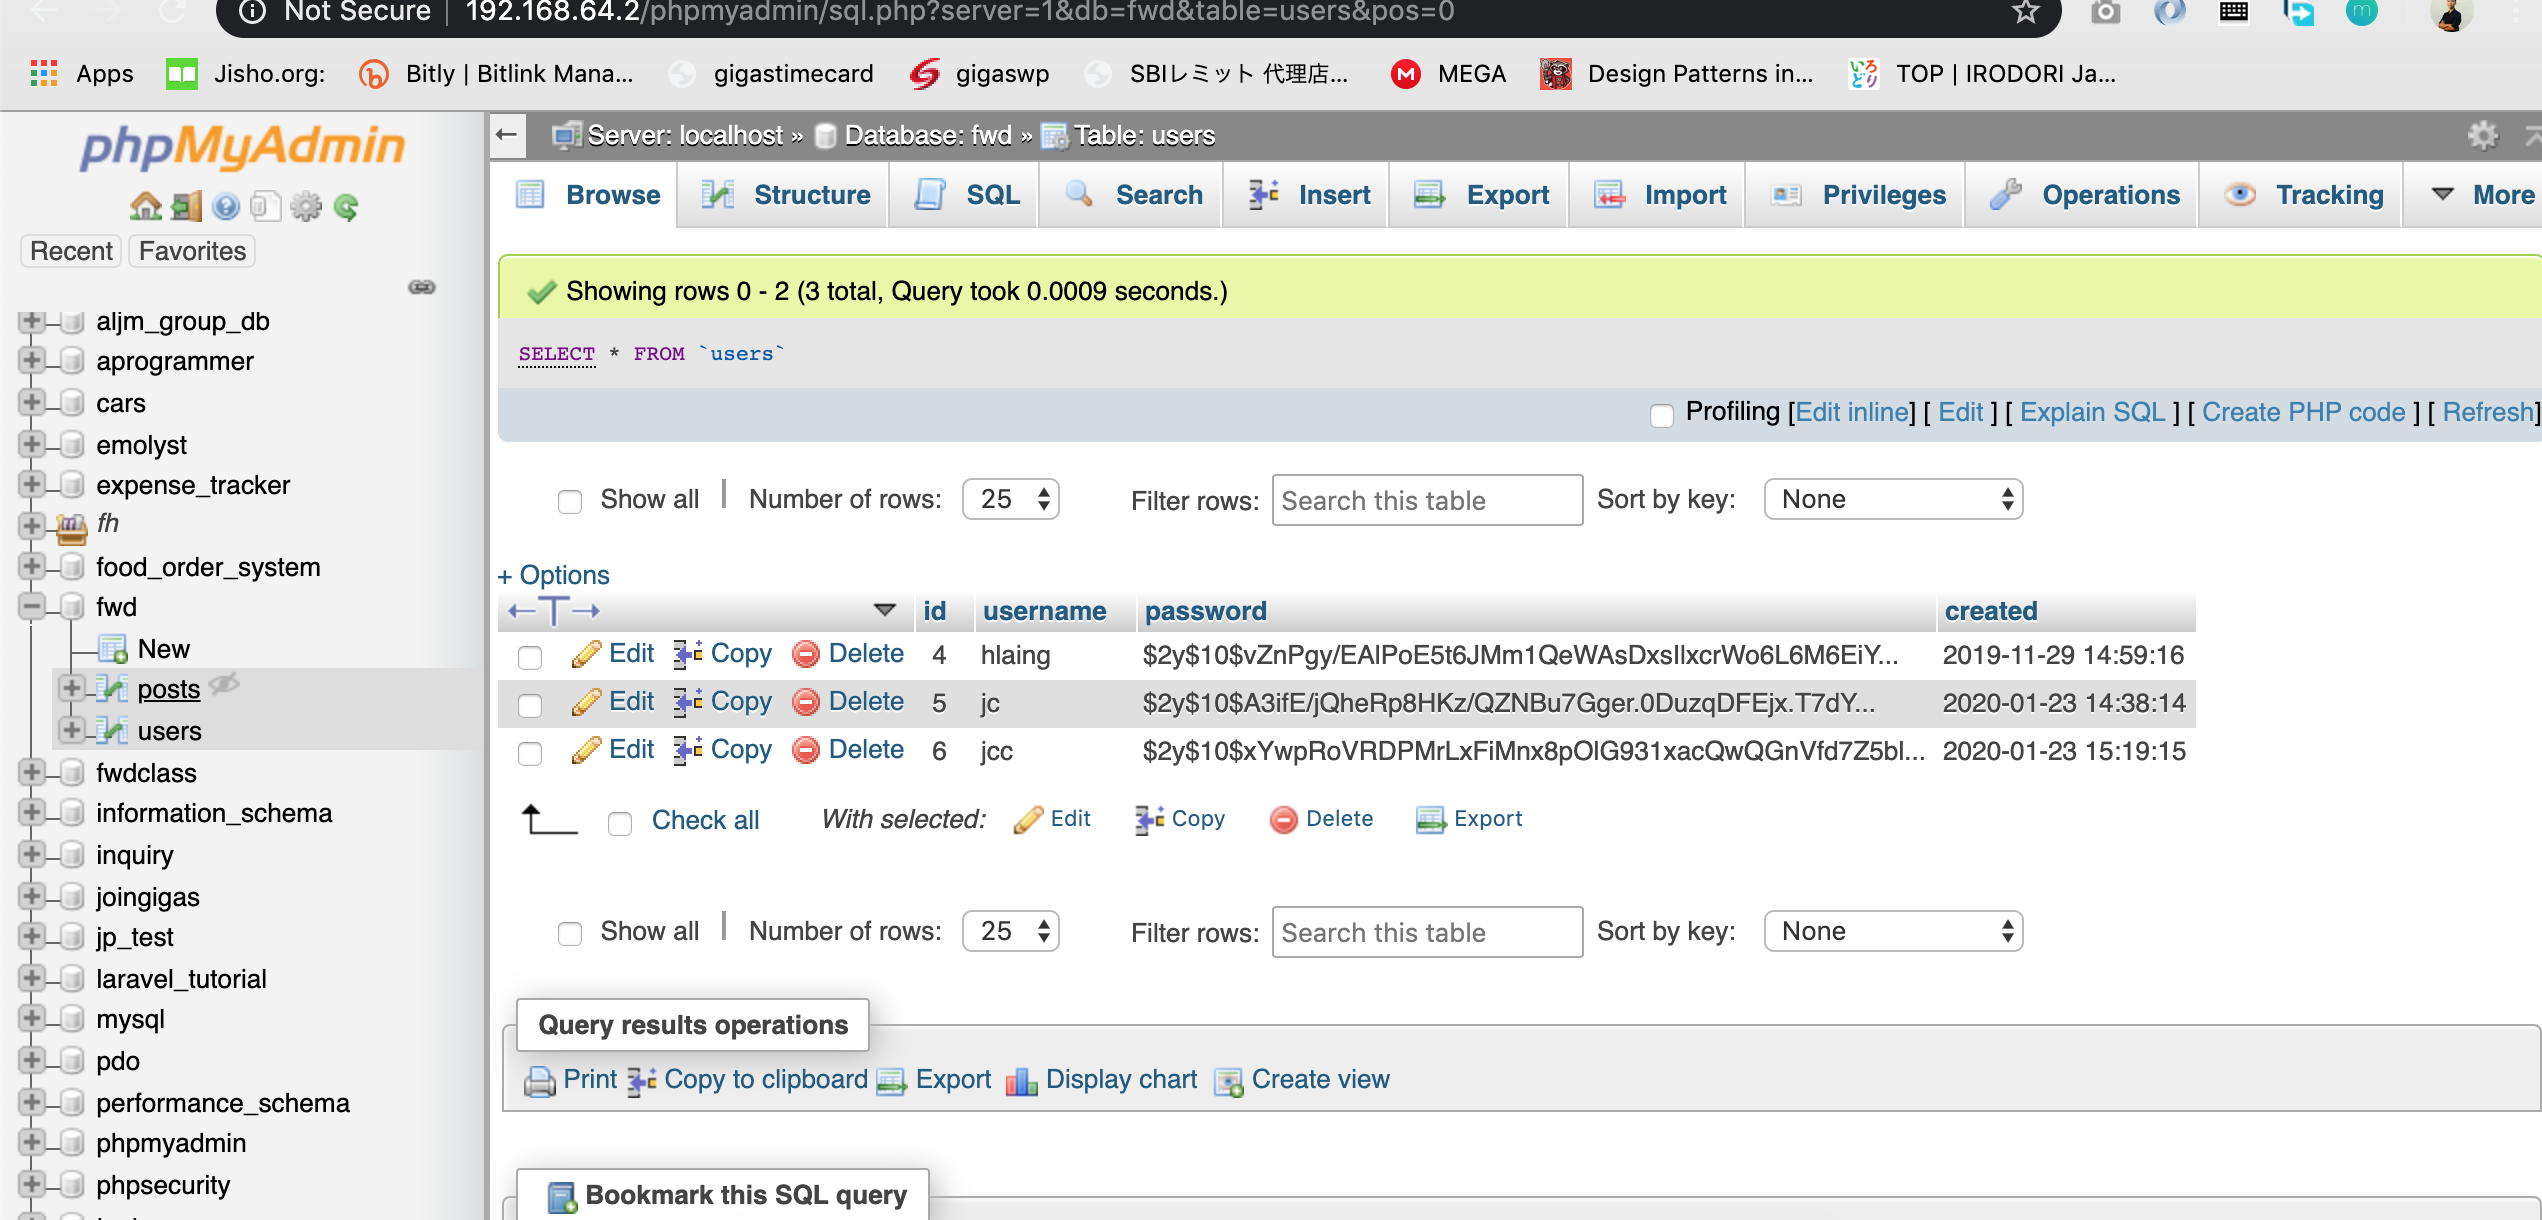 Not Secure | 192.168.64.2/phpmyadmin/sql.php?server=1&db=fwd&table=users&pos=0
Apps Jisho.org: Bitly | Bitlink Mana... gigastimecard gigaswp SBIレミット 代理店... MEGA Design Patterns in... TOP | IRODORI Ja...
phpMyAdmin
Recent Favorites
aljm_group_db
aprogrammer
cars
emolyst
expense_tracker
fh
food_order_system
fwd
New
posts
users
fwdclass
information_schema
inquiry
joingigas
jp_test
laravel_tutorial
mysql
pdo
performance_schema
phpmyadmin
phpsecurity
Server: localhost » Database: fwd » Table: users
Browse Structure SQL Search Insert Export Import Privileges Operations Tracking More
Showing rows 0 - 2 (3 total, Query took 0.0009 seconds.)
SELECT * FROM `users`
Profiling [Edit inline] [ Edit ] [ Explain SQL ] [ Create PHP code ] [ Refresh]
Show all | Number of rows: 25 Filter rows: Search this table Sort by key: None
+ Options
←T→ id username password created
Edit Copy Delete 4 hlaing $2y$10$vZnPgy/EAlPoE5t6JMm1QeWAsDxsIlxcrWo6L6M6EiY... 2019-11-29 14:59:16
Edit Copy Delete 5 jc $2y$10$A3ifE/jQheRp8HKz/QZNBu7Gger.0DuzqDFEjx.T7dY... 2020-01-23 14:38:14
Edit Copy Delete 6 jcc $2y$10$xYwpRoVRDPMrLxFiMnx8pOlG931xacQwQGnVfd7Z5bl... 2020-01-23 15:19:15
Check all With selected: Edit Copy Delete Export
Show all | Number of rows: 25 Filter rows: Search this table Sort by key: None
Query results operations
Print Copy to clipboard Export Display chart Create view
Bookmark this SQL query